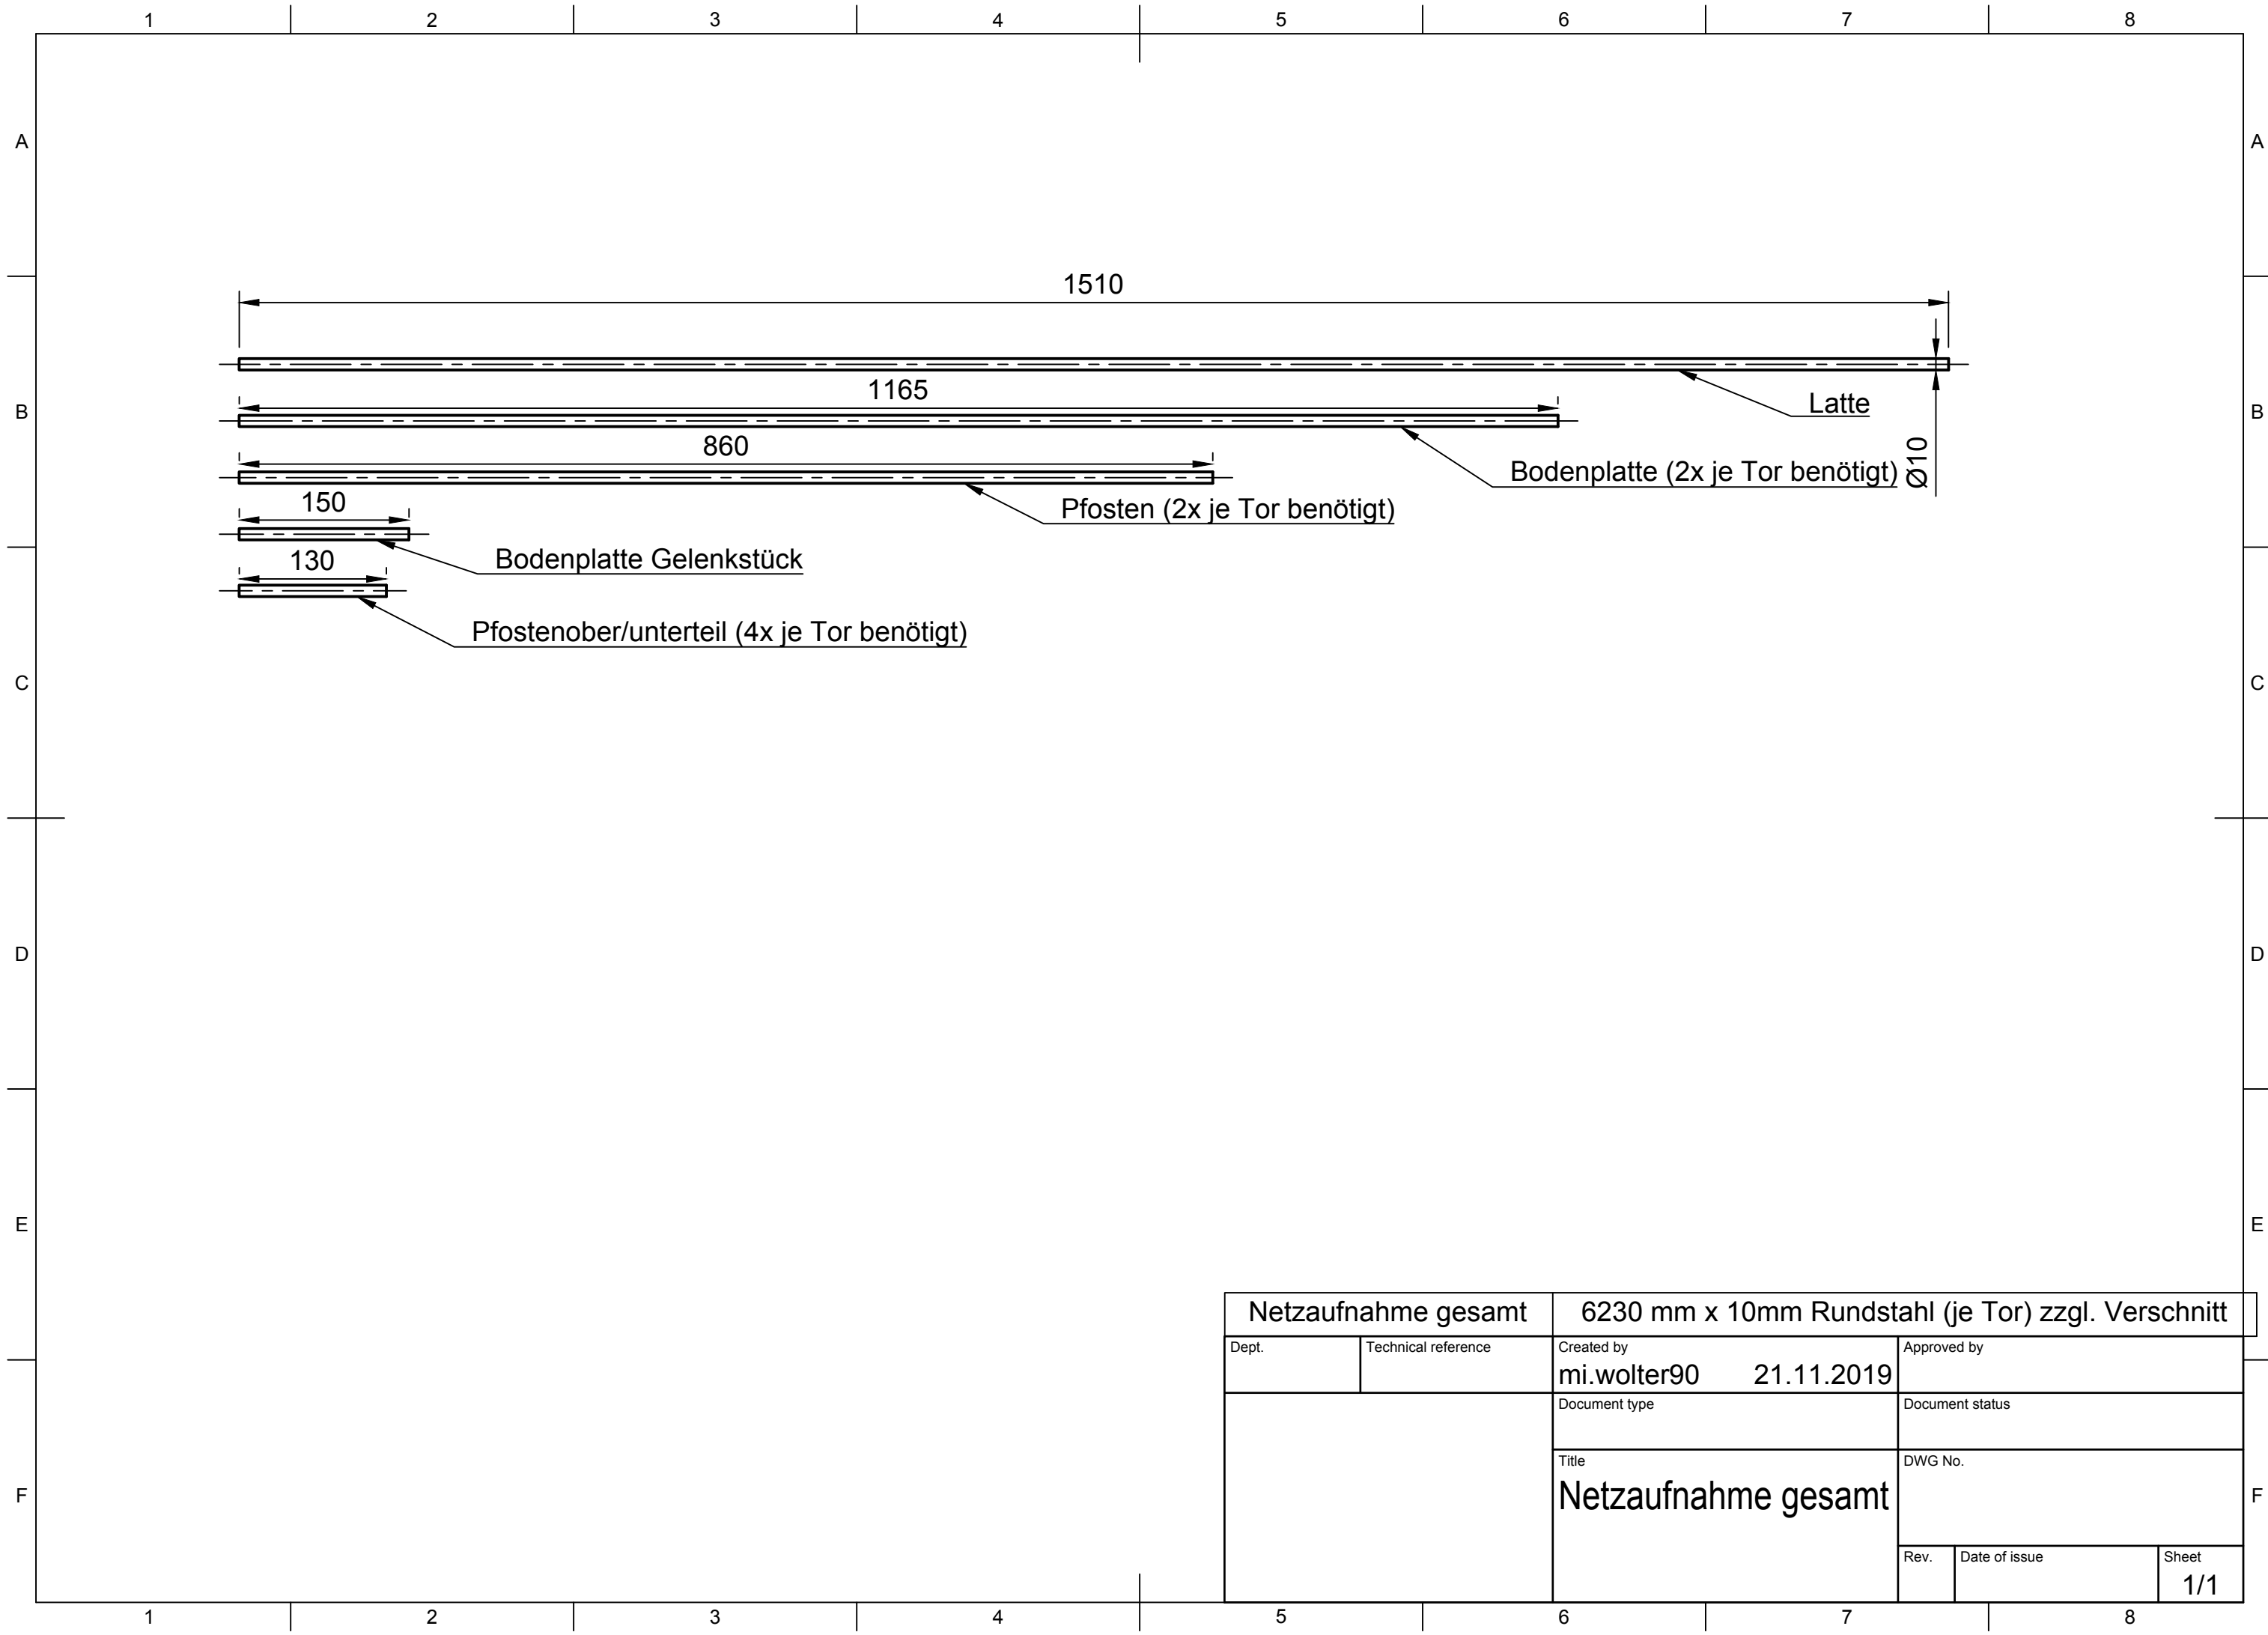 1 2 3 4 5 6 7 8
A A
1510
B B
1165
Latte
860
Ø10
Bodenplatte (2x je Tor benötigt)
150
Pfosten (2x je Tor benötigt)
130
Bodenplatte Gelenkstück
Pfostenober/unterteil (4x je Tor benötigt)
C C
D D
E E
Netzaufnahme gesamt 6230 mm x 10mm Rundstahl (je Tor) zzgl. Verschnitt
Dept. Technical reference Created by Approved by
mi.wolter90 21.11.2019
Document type Document status
Title DWG No.
Netzaufnahme gesamt
F F
Rev. Date of issue Sheet
1/1
1 2 3 4 5 6 7 8